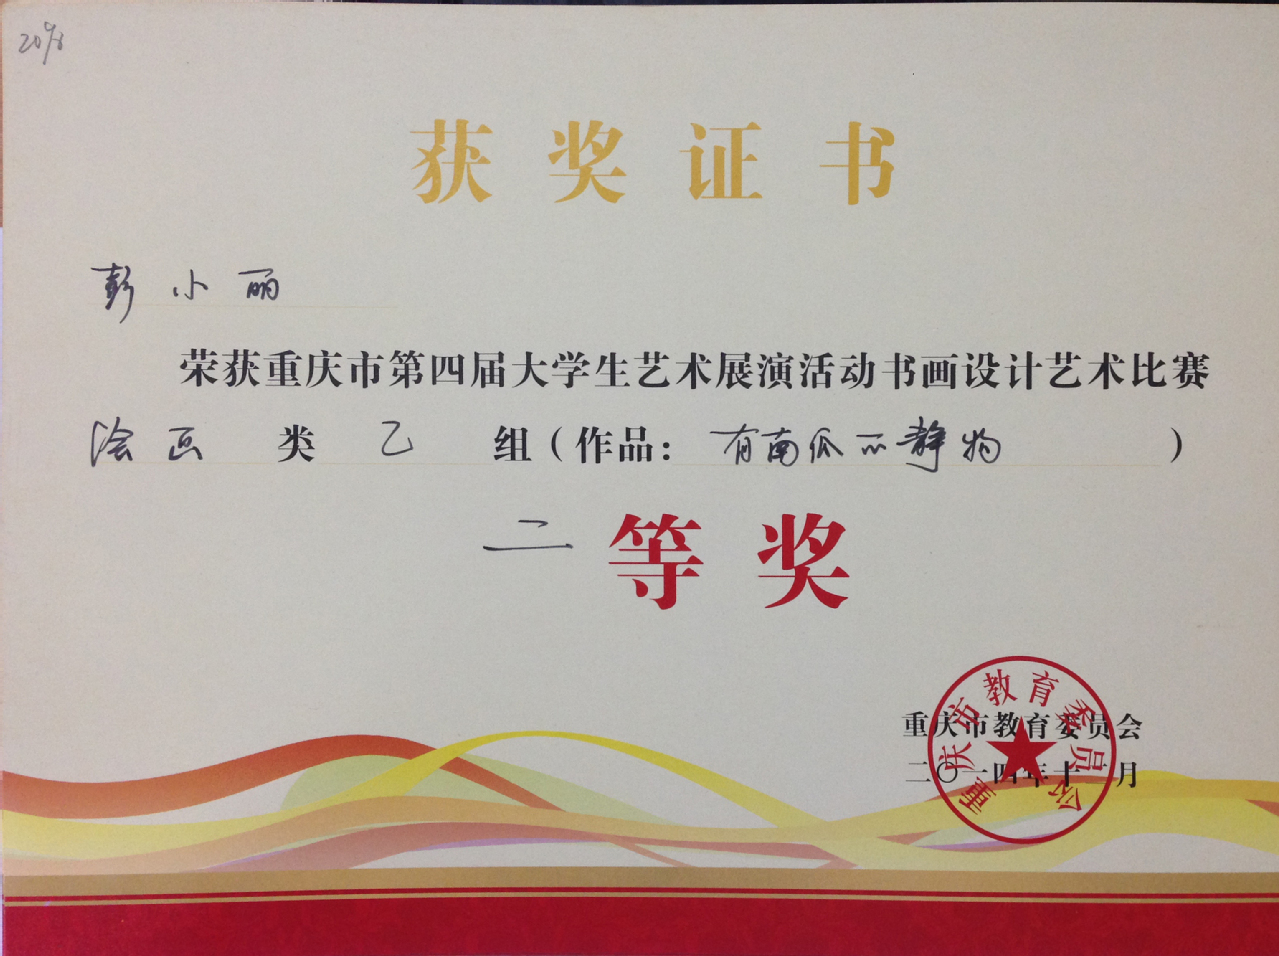 获奖证书
彭小丽
荣获重庆市第四届大学生艺术展演活动书画设计艺术比赛
绘画类乙组（作品：有南瓜的静物）
二等奖
重庆市教育委员会
二〇一四年十一月
重庆市教育委员会